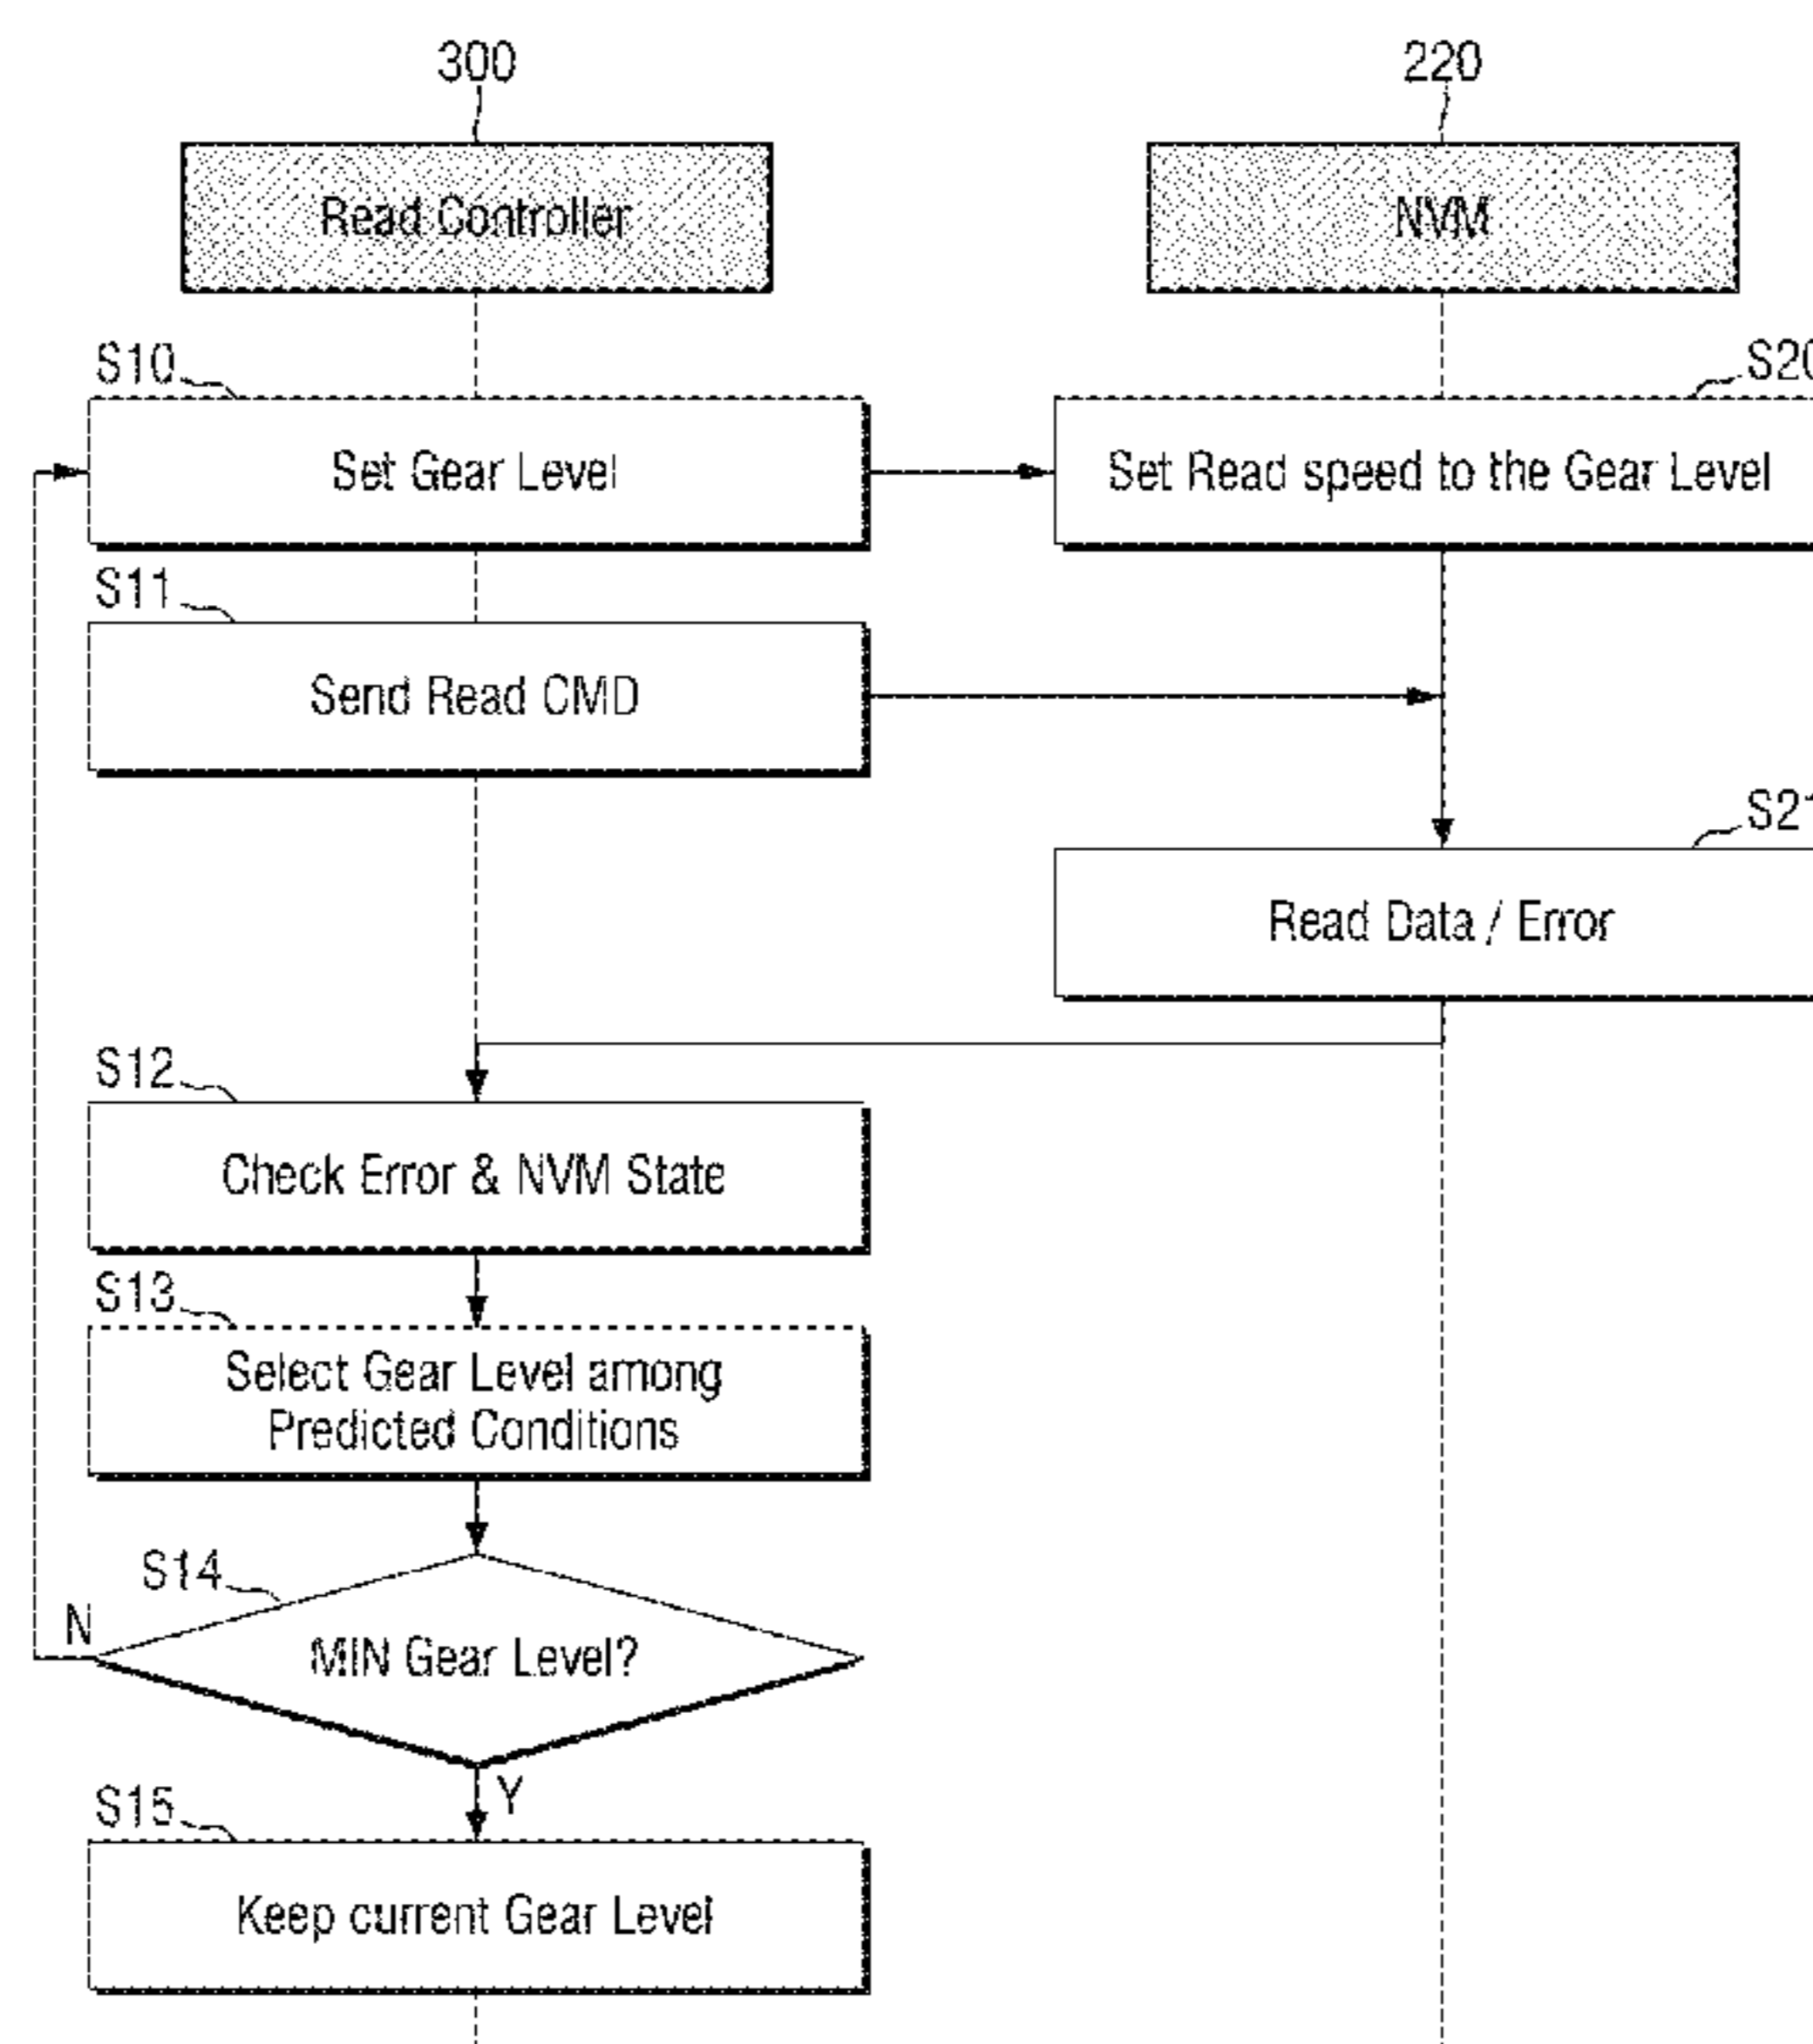 300
220
Read Controller
NVM
S10
S20
Set Gear Level
Set Read speed to the Gear Level
S11
Send Read CMD
S21
Read Data / Error
S12
Check Error & NVM State
S13
Select Gear Level among
Predicted Conditions
S14
N
MIN Gear Level?
Y
S15
Keep current Gear Level